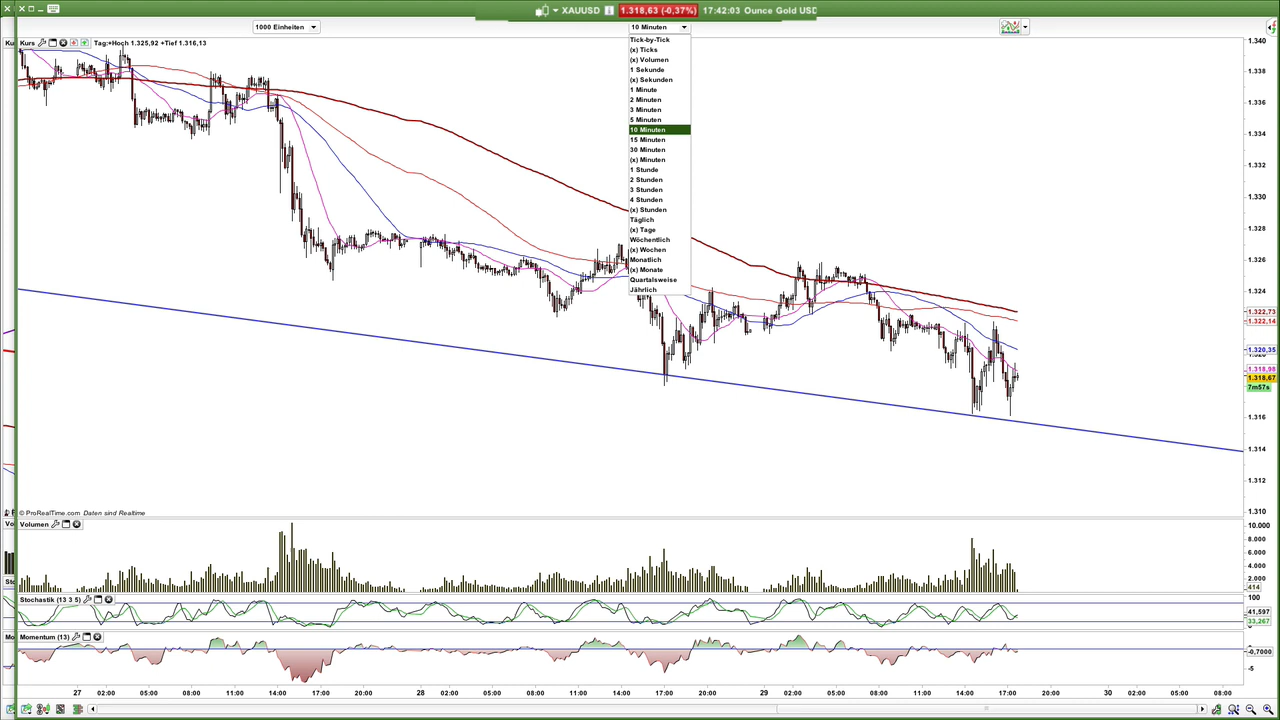 XAUUSD 1.318,63 (-0,37%) 17:42:03 Ounce Gold USD
1000 Einheiten
10 Minuten
Kurs Tag:+Hoch 1.325,92 +Tief 1.316,13
Tick-by-Tick
(x) Ticks
(x) Volumen
1 Sekunde
(x) Sekunden
1 Minute
2 Minuten
3 Minuten
5 Minuten
10 Minuten
15 Minuten
30 Minuten
(x) Minuten
1 Stunde
2 Stunden
3 Stunden
4 Stunden
(x) Stunden
Täglich
(x) Tage
Wöchentlich
(x) Wochen
Monatlich
(x) Monate
Quartalsweise
Jährlich
1.340
1.338
1.336
1.334
1.332
1.330
1.328
1.326
1.324
1.322,73
1.322,14
1.320,35
1.318,98
1.318,67
7m57s
1.316
1.314
1.312
1.310
© ProRealTime.com Daten sind Realtime
Volumen
10.000
8.000
6.000
4.000
2.000
414
Stochastik (13 3 5)
100
41,597
33,267
Momentum (13)
-0,7000
-5
27 02:00 05:00 08:00 11:00 14:00 17:00 20:00 28 02:00 05:00 08:00 11:00 14:00 17:00 20:00 29 02:00 05:00 08:00 11:00 14:00 17:00 20:00 30 02:00 05:00 08:00